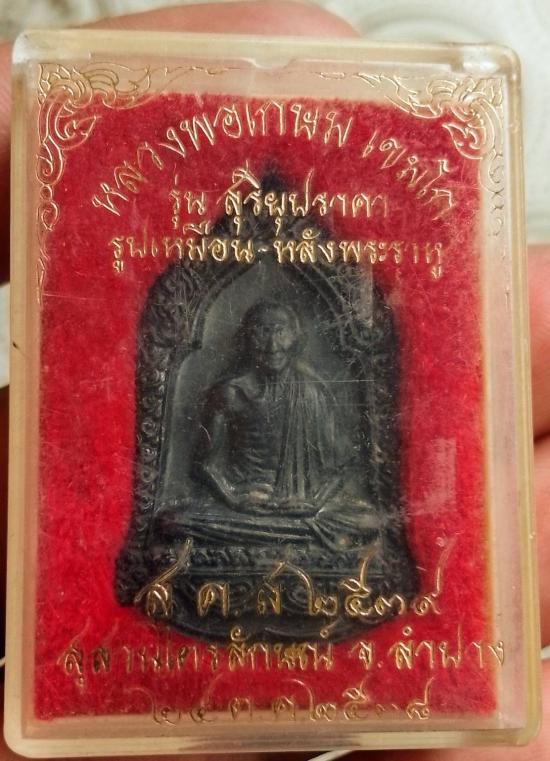 หลวงพ่อเกษม เขมโก
รุ่น สุริยุปราคา
รูปเหมือน-หลังพระราหู
ส ค ส ๒๕๓๙
สุสานไตรลักษณ์ จ. ลำปาง
๒๔ ต.ค.๒๕๓๘